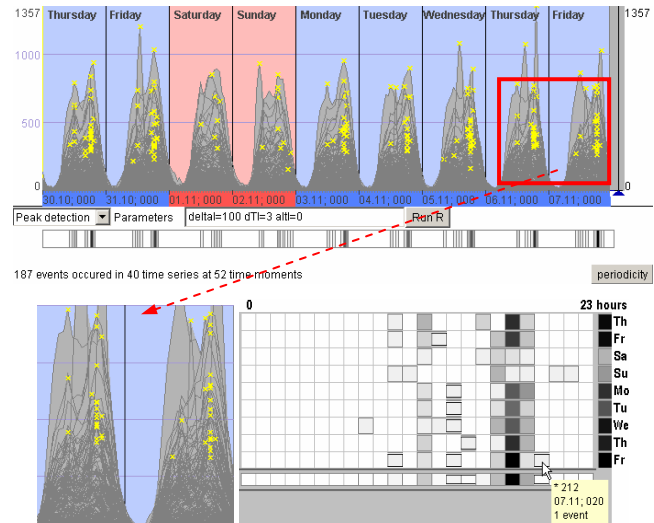 1357 Thursday Friday Saturday Sunday Monday Tuesday Wednesday Thursday Friday 1357
1000
500
0 0
30.10; 000 31.10; 000 01.11; 000 02.11; 000 03.11; 000 04.11; 000 05.11; 000 06.11; 000 07.11; 000
Peak detection Parameters deltaI=100 dTI=3 altI=0 Run R
187 events occured in 40 time series at 52 time moments periodicity
0 23 hours
Th
Fr
Sa
Su
Mo
Tu
We
Th
Fr
* 212
07.11; 020
1 event